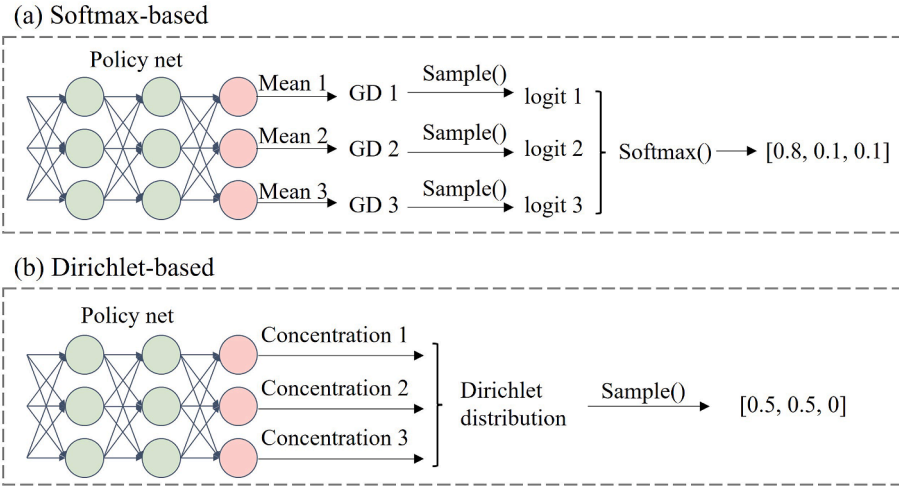 (a) Softmax-based
Policy net
Mean 1 GD 1 Sample() logit 1
Mean 2 GD 2 Sample() logit 2 Softmax() [0.8, 0.1, 0.1]
Mean 3 GD 3 Sample() logit 3
(b) Dirichlet-based
Policy net
Concentration 1
Concentration 2
Concentration 3
Dirichlet
distribution
Sample()
[0.5, 0.5, 0]